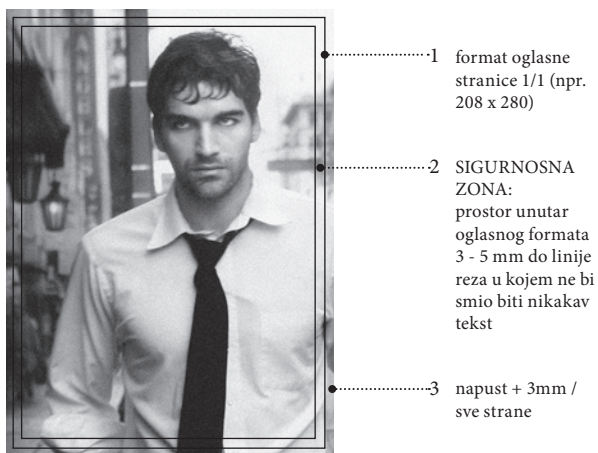 1 format oglasne
stranice 1/1 (npr.
208 x 280)
2 SIGURNOSNA
ZONA:
prostor unutar
oglasnog formata
3 - 5 mm do linije
reza u kojem ne bi
smio biti nikakav
tekst
3 napust + 3mm /
sve strane